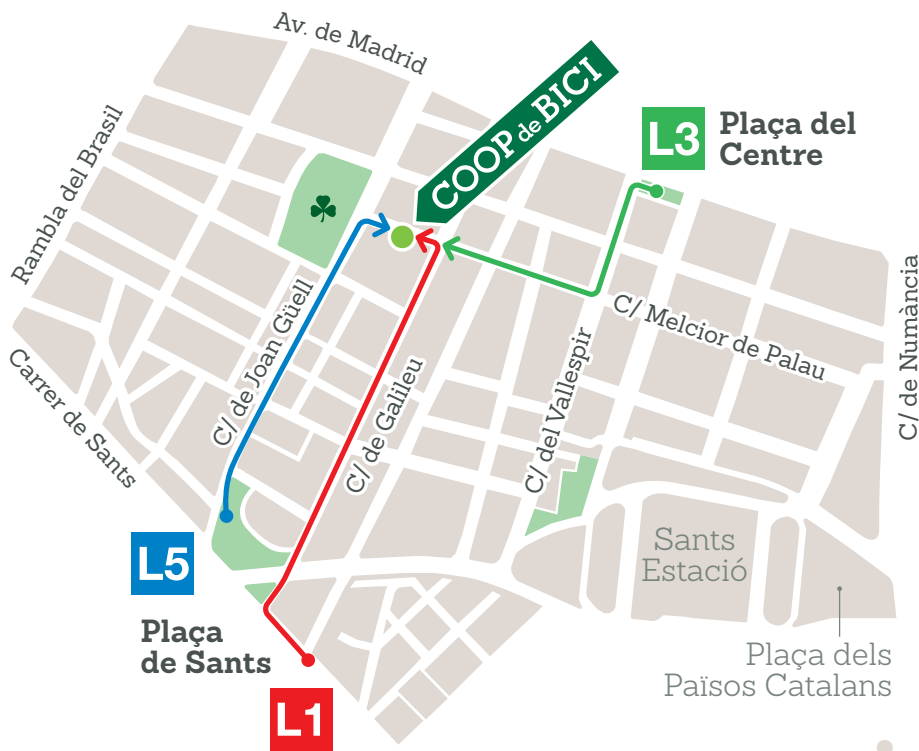 Av. de Madrid
Rambla del Brasil
COOP de BICI
L3
Plaça del
Centre
C/ de Joan Güell
C/ Melcior de Palau
C/ de Numància
Carrer de Sants
C/ de Galileu
C/ del Vallespir
Sants
Estació
L5
Plaça
de Sants
L1
Plaça dels
Països Catalans